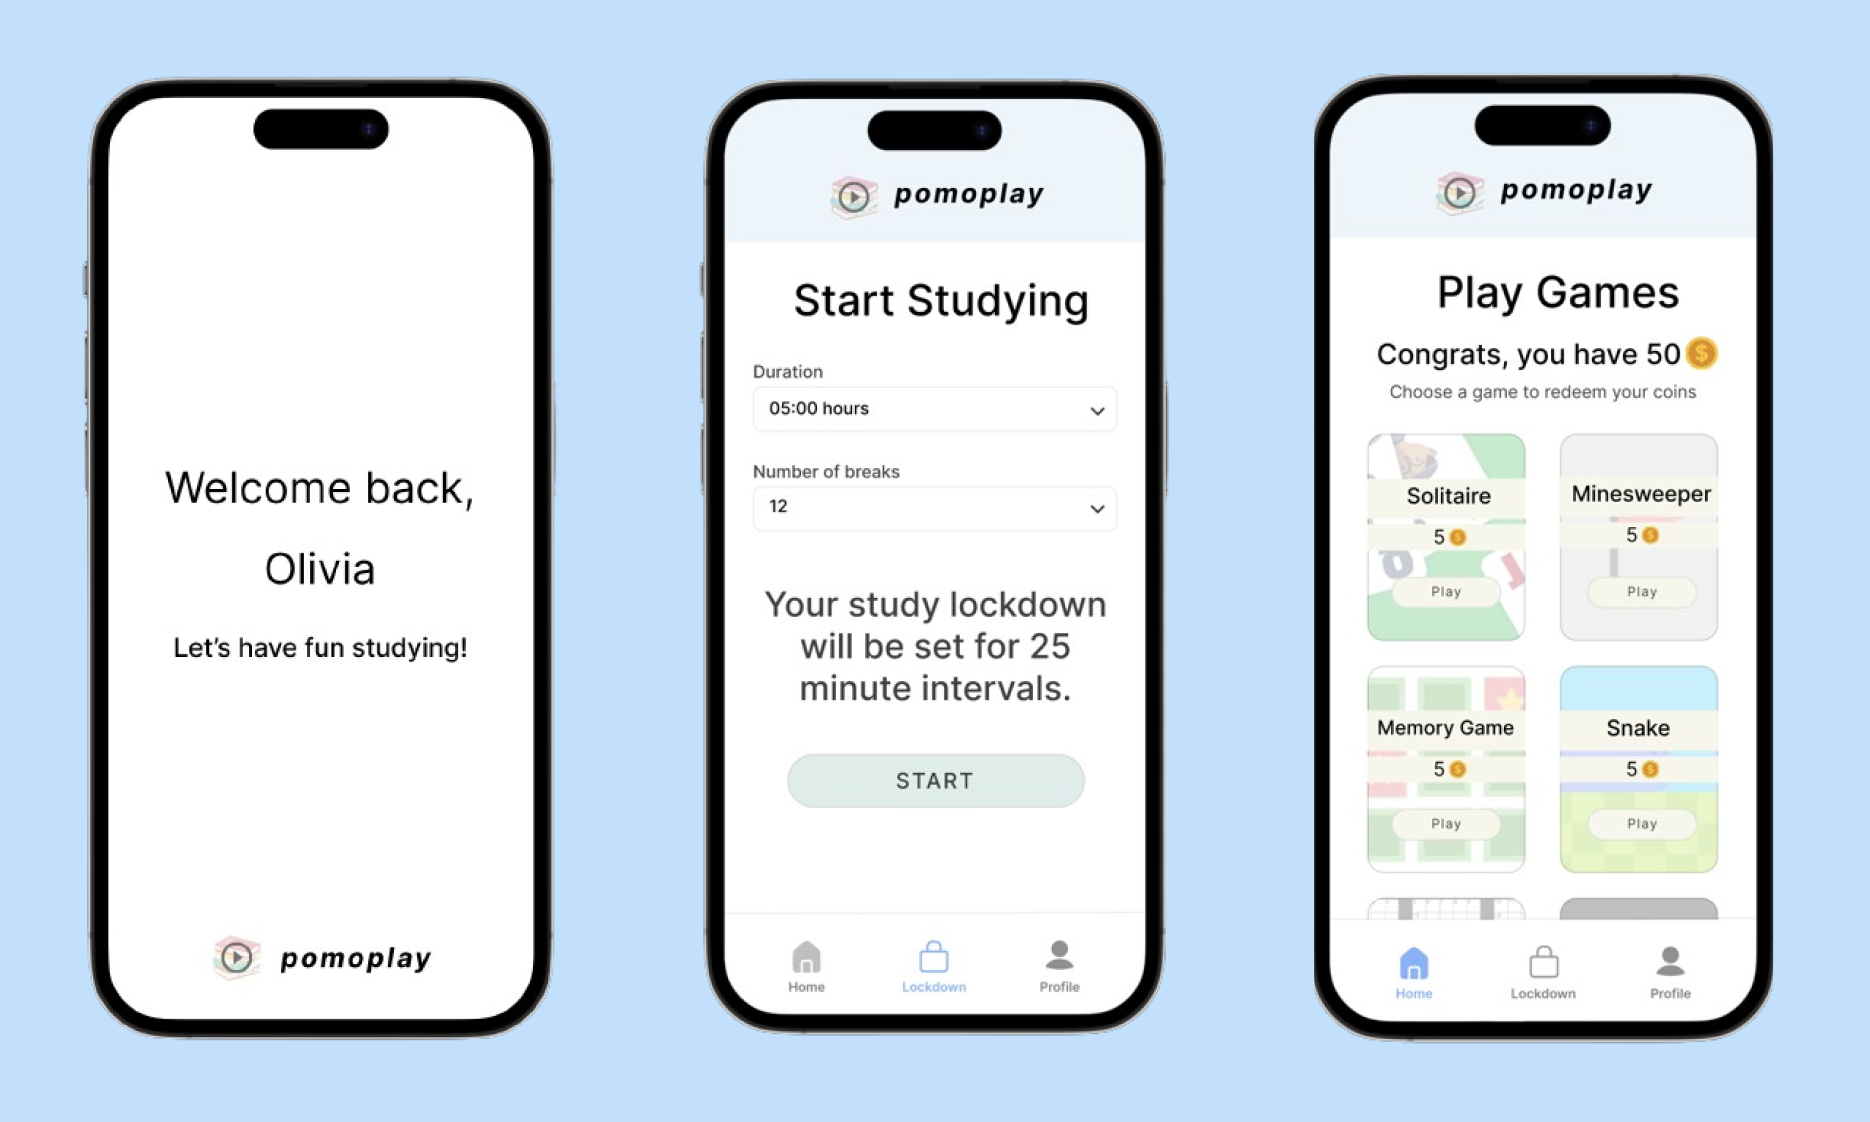 Welcome back,
Olivia
Let's have fun studying!
pomoplay
pomoplay
Start Studying
Duration
05:00 hours
Number of breaks
12
Your study lockdown
will be set for 25
minute intervals.
START
Home
Lockdown
Profile
pomoplay
Play Games
Congrats, you have 50
Choose a game to redeem your coins
Solitaire
5
Play
Minesweeper
5
Play
Memory Game
5
Play
Snake
5
Play
Home
Lockdown
Profile